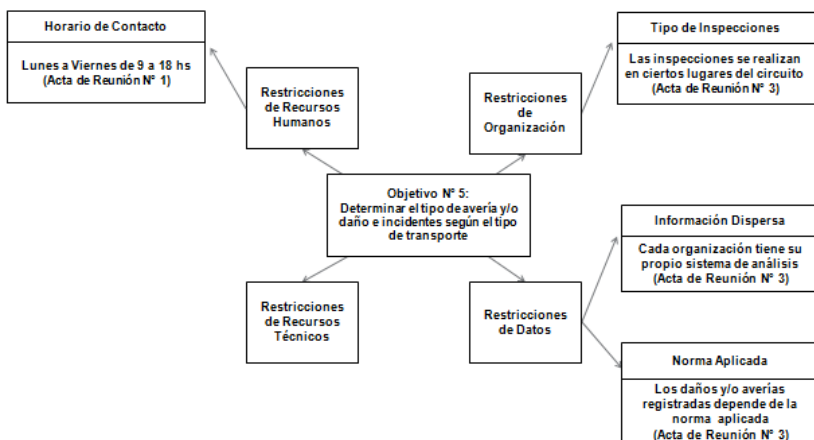 Horario de Contacto
Lunes a Viernes de 9 a 18 hs
(Acta de Reunión N° 1)
Restricciones
de Recursos
Humanos
Restricciones
de
Organización
Tipo de Inspecciones
Las inspecciones se realizan
en ciertos lugares del circuito
(Acta de Reunión N° 3)
Objetivo N° 5:
Determinar el tipo de avería y/o
daño e incidentes según el tipo
de transporte
Restricciones
de Recursos
Técnicos
Restricciones
de Datos
Información Dispersa
Cada organización tiene su
propio sistema de análisis
(Acta de Reunión N° 3)
Norma Aplicada
Los daños y/o averías
registradas depende de la
norma aplicada
(Acta de Reunión N° 3)